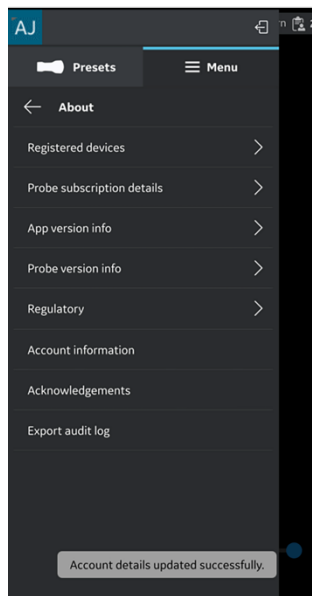 AJ
Presets
Menu
About
Registered devices
Probe subscription details
App version info
Probe version info
Regulatory
Account information
Acknowledgements
Export audit log
Account details updated successfully.